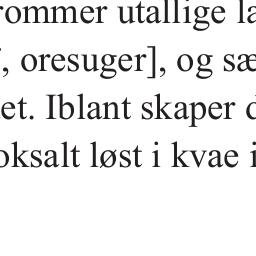 rommer utallige la
, oresuger], og sæ
et. Iblant skaper d
oksalt løst i kvae i